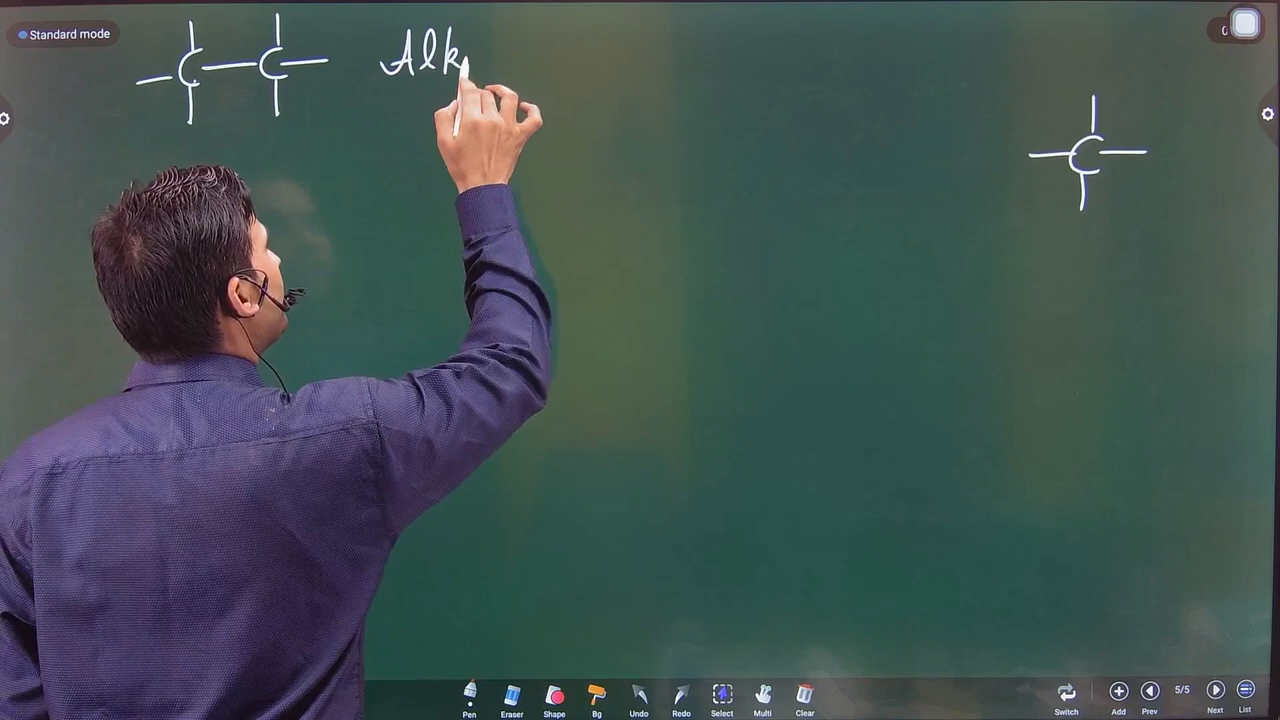 Standard mode
C C Alk
C
Pen Eraser Shape Bg Undo Redo Select Multi Clear Switch Add Prev 5/5 Next List